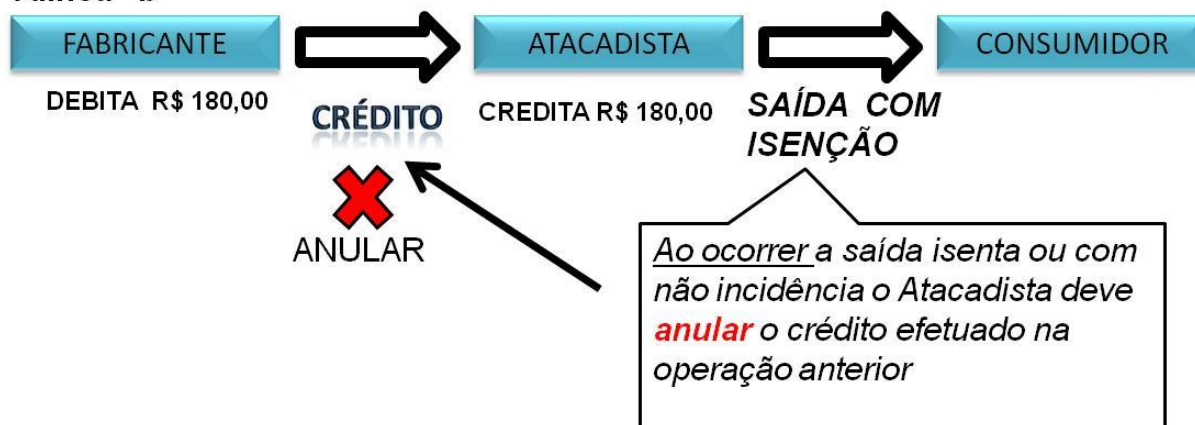 FABRICANTE
ATACADISTA
CONSUMIDOR
DEBITA R$ 180,00
CRÉDITO
CREDITA R$ 180,00
SAÍDA COM
ISENÇÃO
ANULAR
Ao ocorrer a saída isenta ou com
não incidência o Atacadista deve
anular o crédito efetuado na
operação anterior